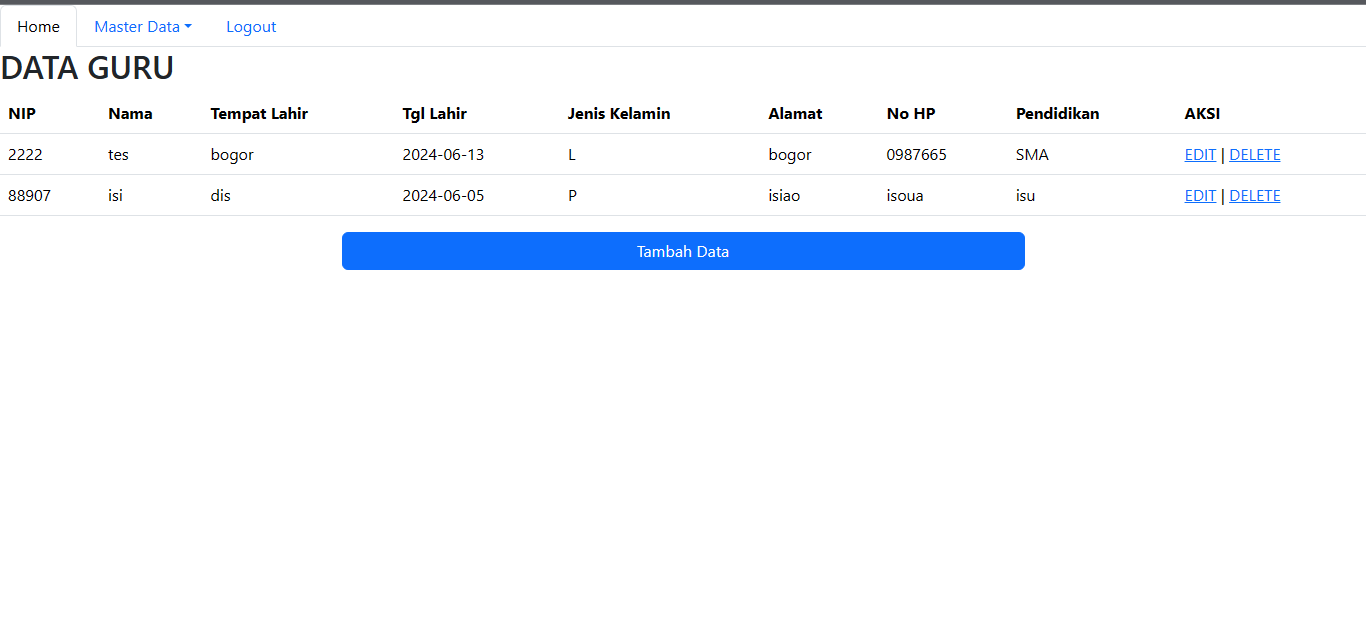 Home Master Data Logout
DATA GURU
NIP Nama Tempat Lahir Tgl Lahir Jenis Kelamin Alamat No HP Pendidikan AKSI
2222 tes bogor 2024-06-13 L bogor 0987665 SMA EDIT | DELETE
88907 isi dis 2024-06-05 P isiao isoua isu EDIT | DELETE
Tambah Data